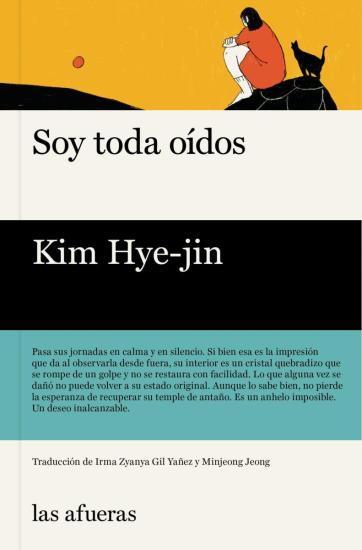 Soy toda oídos
Kim Hye-jin
Pasa sus jornadas en calma y en silencio. Si bien esa es la impresión
que da al observarla desde fuera, su interior es un cristal quebradizo que
se rompe de un golpe y no se restaura con facilidad. Lo que alguna vez se
dañó no puede volver a su estado original. Aunque lo sabe bien, no pierde
la esperanza de recuperar su temple de antaño. Es un anhelo imposible.
Un deseo inalcanzable.
Traducción de Irma Zyanya Gil Yañez y Minjeong Jeong
las afueras